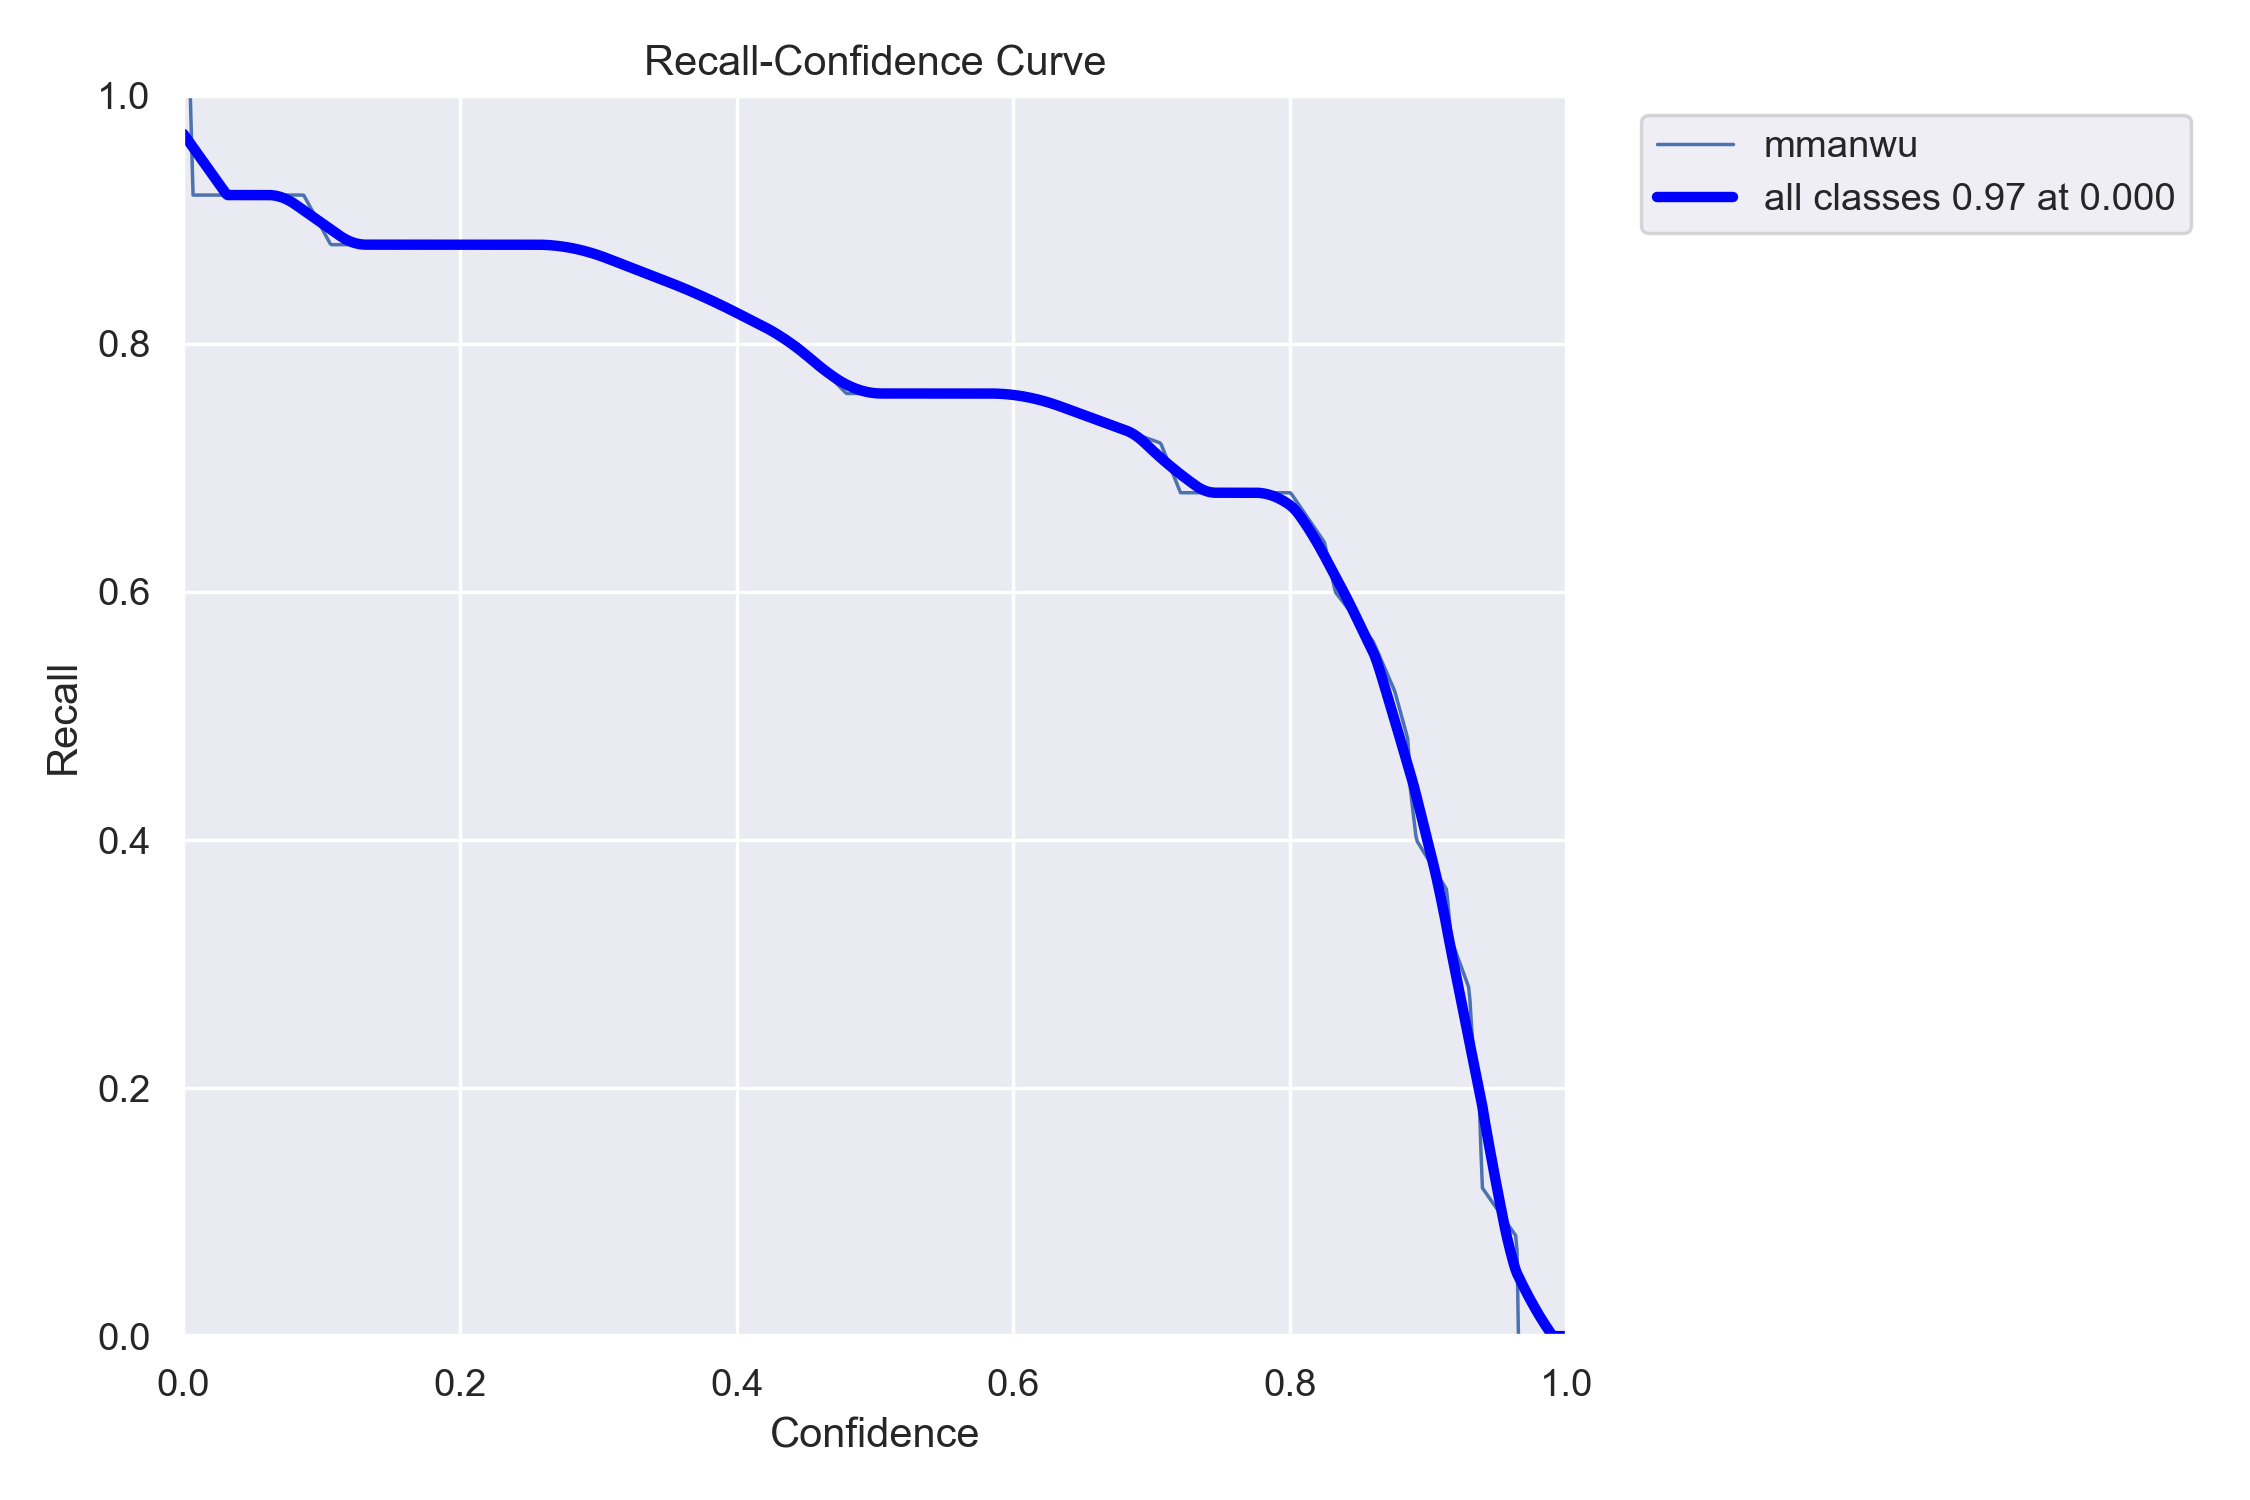 Recall-Confidence Curve
1.0
0.8
0.6
0.4
0.2
0.0
Recall
0.0 0.2 0.4 0.6 0.8 1.0
Confidence
mmanwu
all classes 0.97 at 0.000